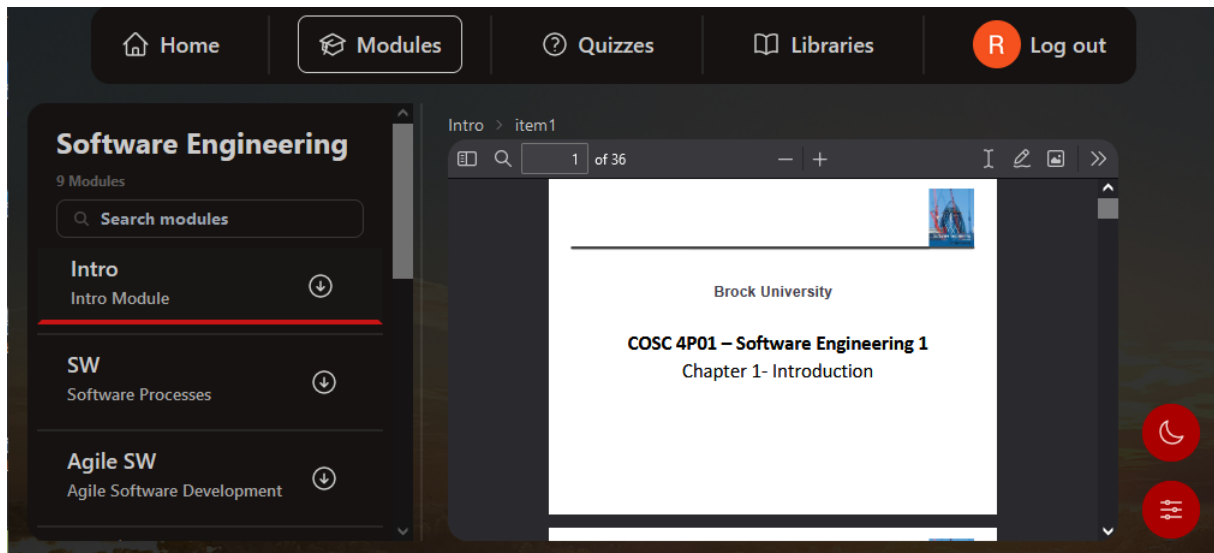 Home
Modules
Quizzes
Libraries
R Log out
Software Engineering
9 Modules
Search modules
Intro
Intro Module
SW
Software Processes
Agile SW
Agile Software Development
Intro > item1
1 of 36
Brock University
COSC 4P01 – Software Engineering 1
Chapter 1- Introduction